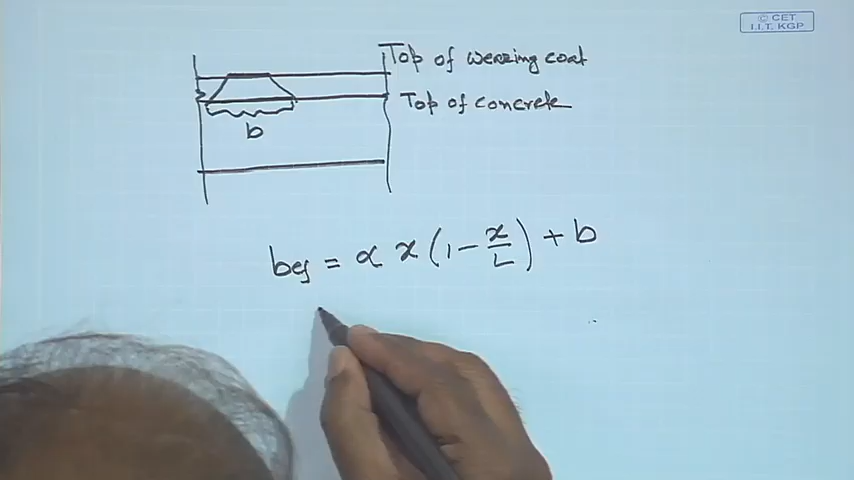 © CET
I.I.T. KGP
Top of wearing coat
Top of concrete
b
bef = α x (1 - x/L) + b